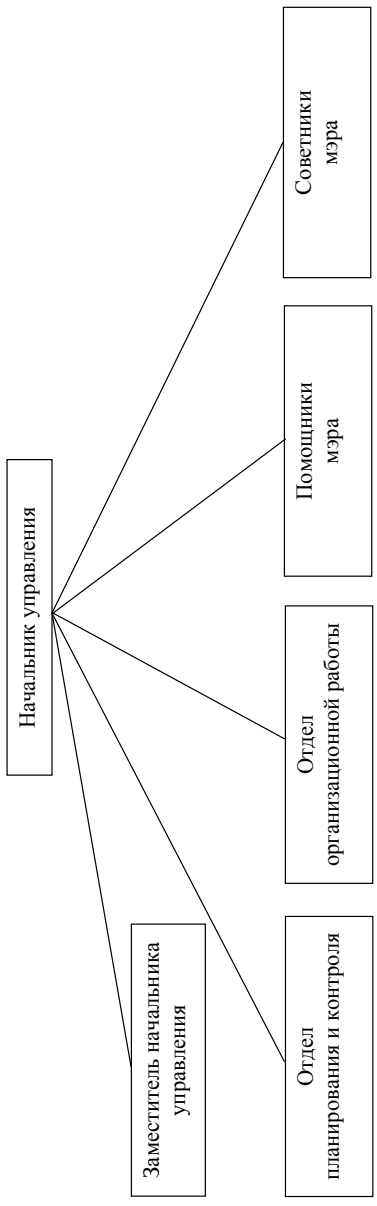 Начальник управления
Заместитель начальника
управления
Отдел
планирования и контроля
Отдел
организационной работы
Помощники
мэра
Советники
мэра